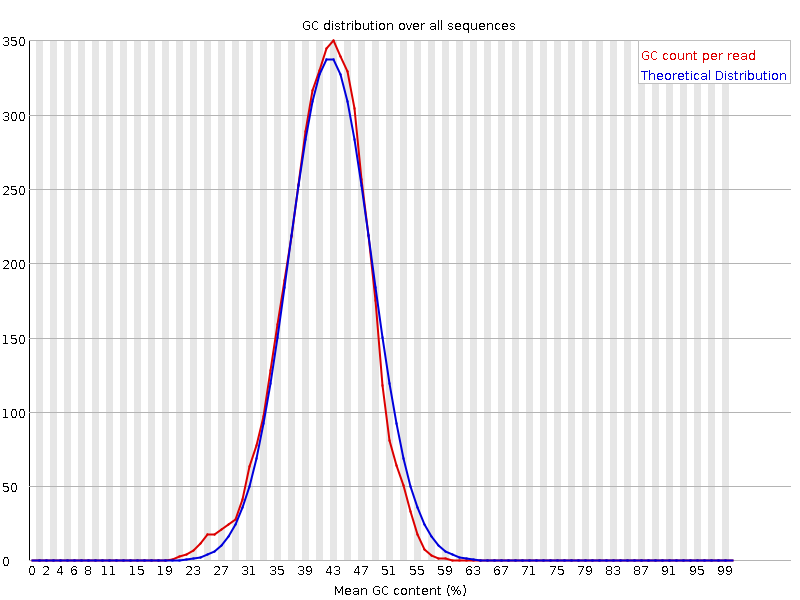 GC distribution over all sequences
GC count per read
Theoretical Distribution
350
300
250
200
150
100
50
0
0 2 4 6 8 11 15 19 23 27 31 35 39 43 47 51 55 59 63 67 71 75 79 83 87 91 95 99
Mean GC content (%)